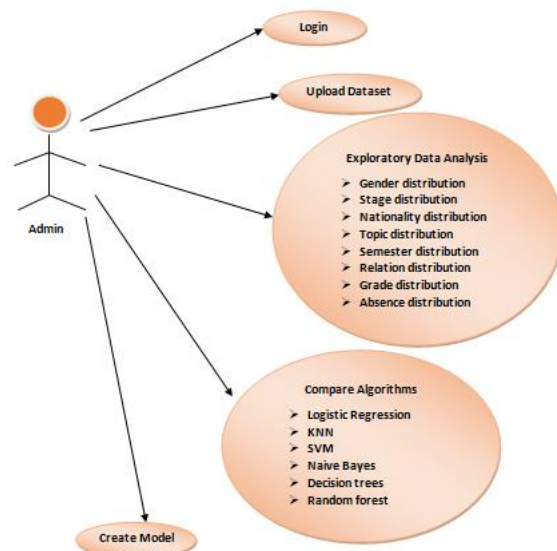 Login
Upload Dataset
Exploratory Data Analysis
➢ Gender distribution
➢ Stage distribution
➢ Nationality distribution
➢ Topic distribution
➢ Semester distribution
➢ Relation distribution
➢ Grade distribution
➢ Absence distribution
Admin
Compare Algorithms
➢ Logistic Regression
➢ KNN
➢ SVM
➢ Naive Bayes
➢ Decision trees
➢ Random forest
Create Model